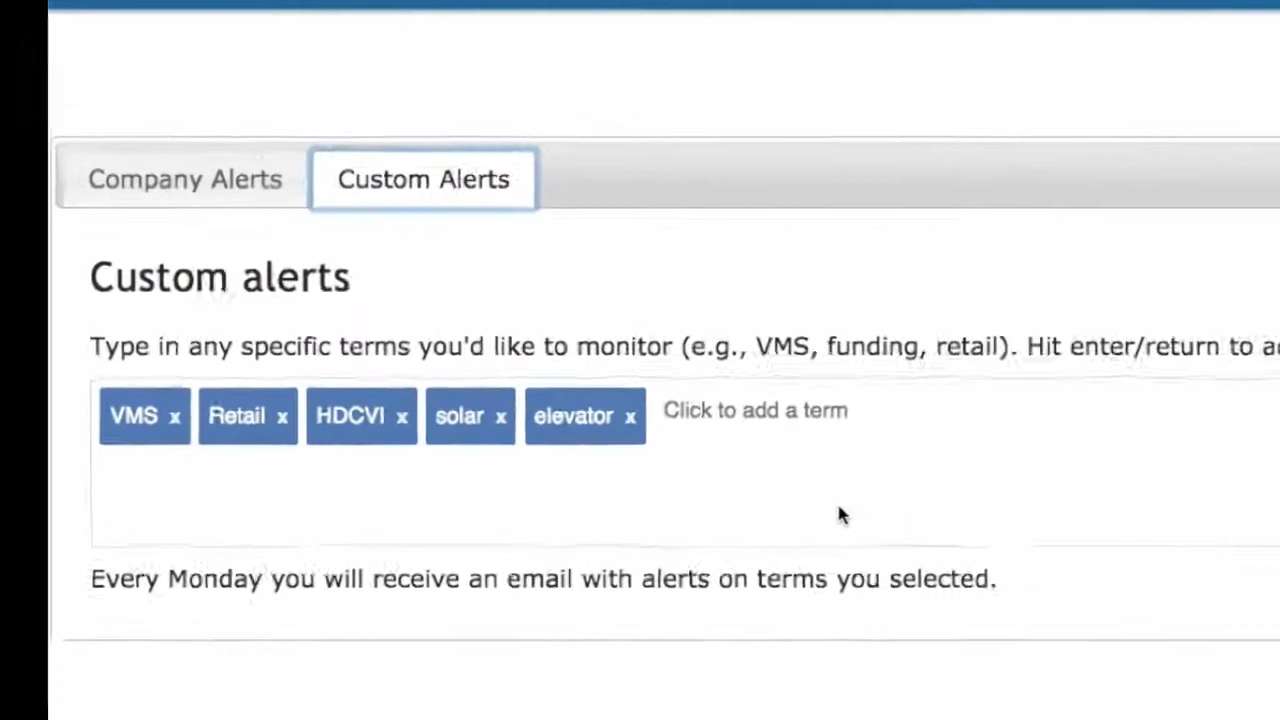 Company Alerts Custom Alerts
Custom alerts
Type in any specific terms you'd like to monitor (e.g., VMS, funding, retail). Hit enter/return to
VMS x Retail x HDCVI x solar x elevator x Click to add a term
Every Monday you will receive an email with alerts on terms you selected.